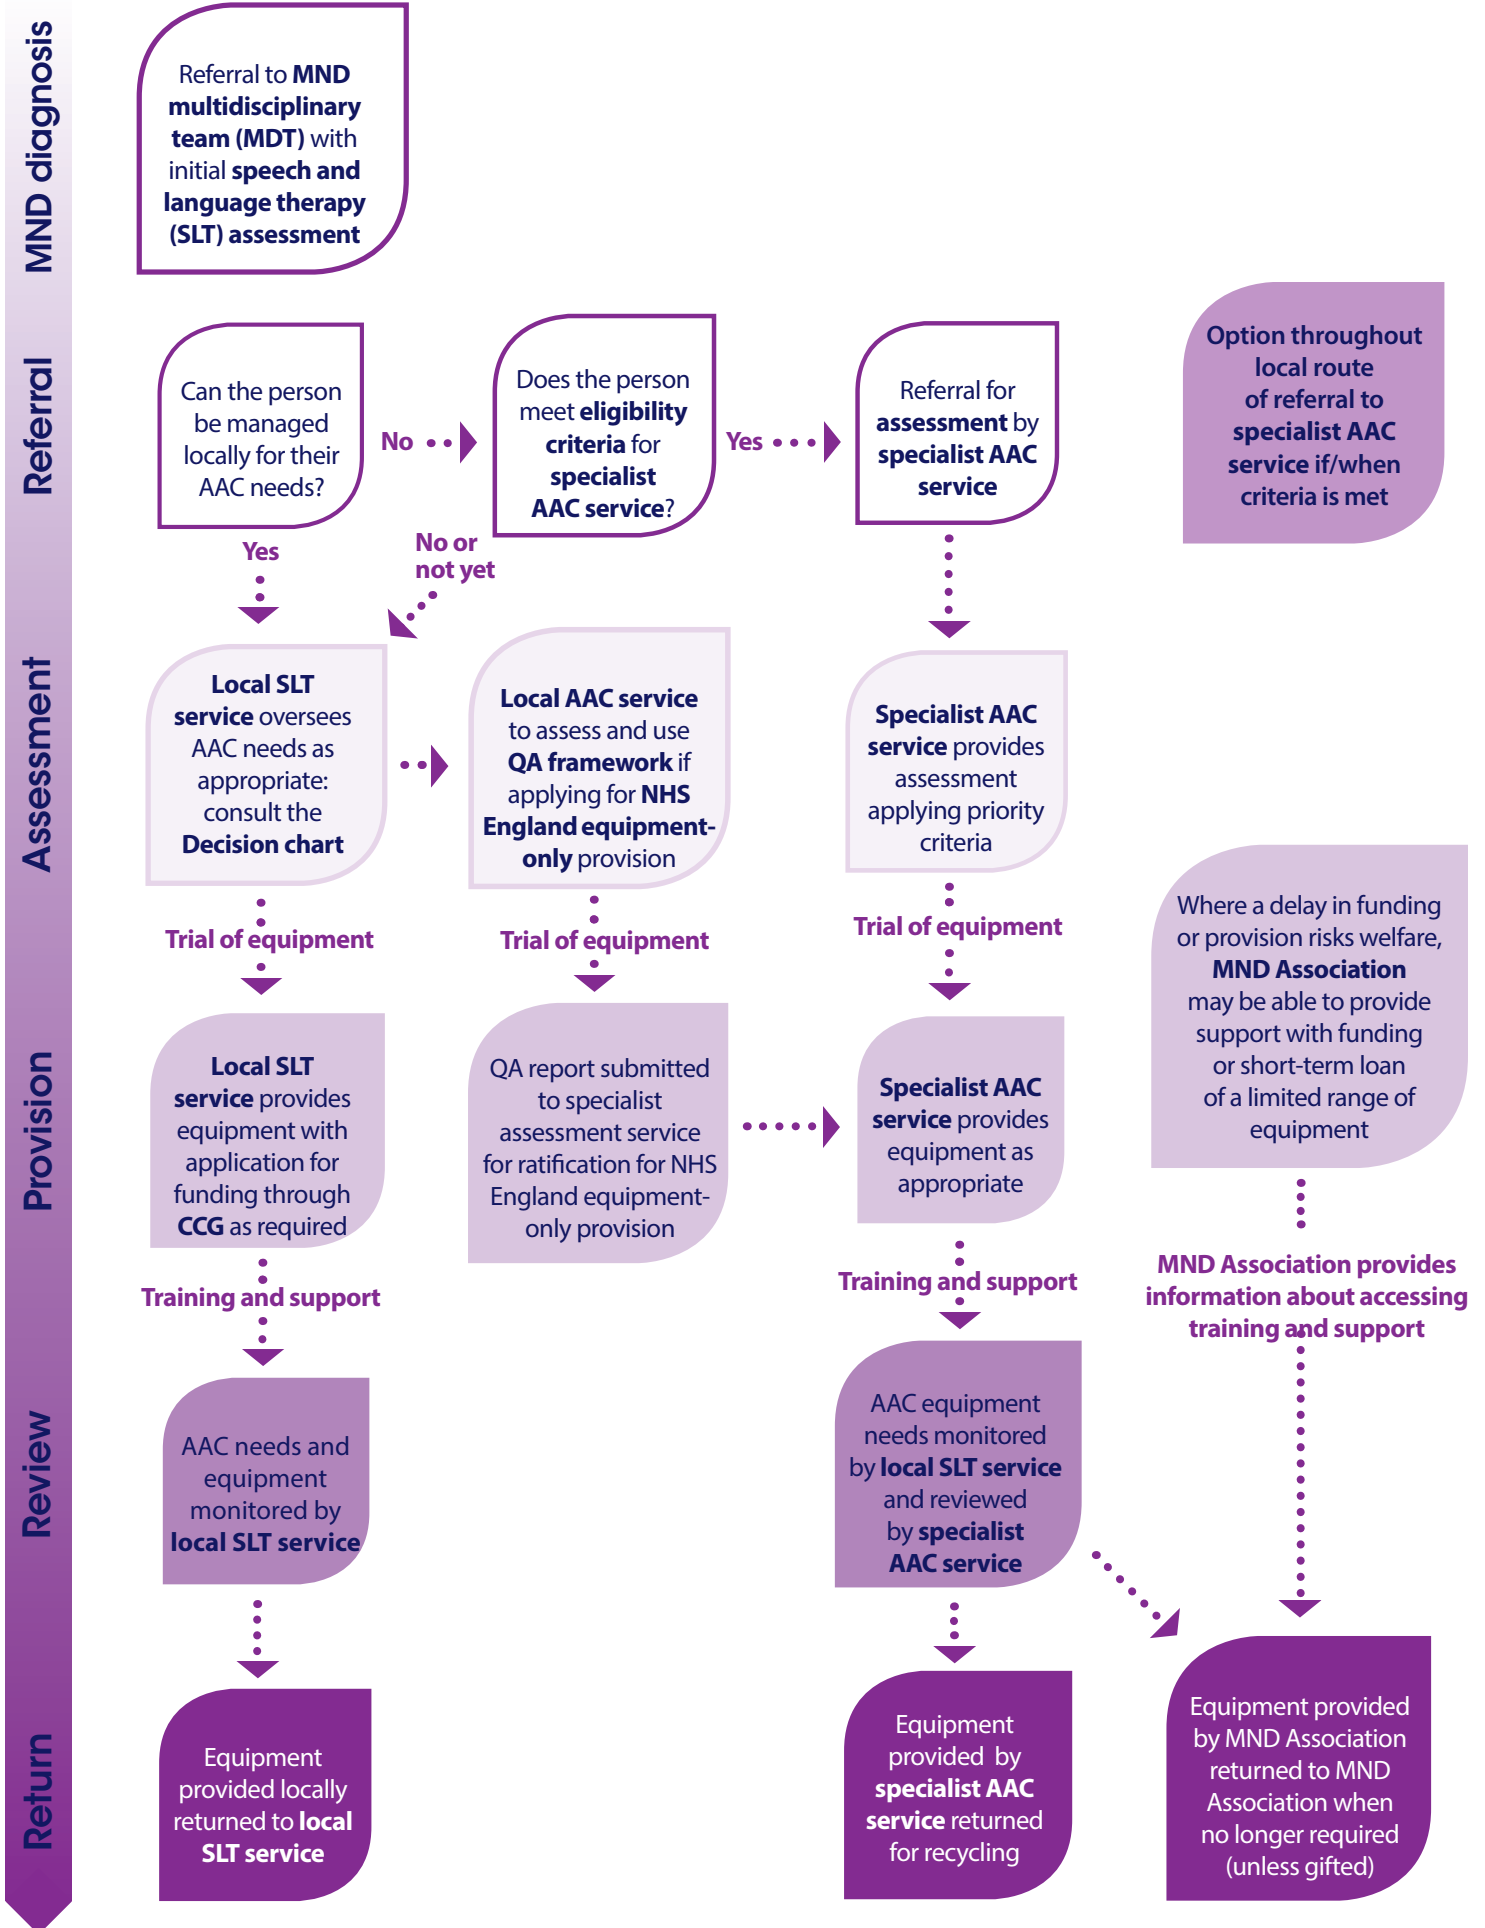 MND diagnosis
Referral to MND
multidisciplinary
team (MDT) with
initial speech and
language therapy
(SLT) assessment
Referral
Can the person
be managed
locally for their
AAC needs?
No
Does the person
meet eligibility
criteria for
specialist
AAC service?
Yes
Referral for
assessment by
specialist AAC
service
Option throughout
local route
of referral to
specialist AAC
service if/when
criteria is met
Yes
No or
not yet
Assessment
Local SLT
service oversees
AAC needs as
appropriate:
consult the
Decision chart
Local AAC service
to assess and use
QA framework if
applying for NHS
England equipment-
only provision
Specialist AAC
service provides
assessment
applying priority
criteria
Trial of equipment
Trial of equipment
Trial of equipment
Where a delay in funding
or provision risks welfare,
MND Association
may be able to provide
support with funding
or short-term loan
of a limited range of
equipment
Provision
Local SLT
service provides
equipment with
application for
funding through
CCG as required
QA report submitted
to specialist
assessment service
for ratification for NHS
England equipment-
only provision
Specialist AAC
service provides
equipment as
appropriate
Training and support
Training and support
MND Association provides
information about accessing
training and support
Review
AAC needs and
equipment
monitored by
local SLT service
AAC equipment
needs monitored
by local SLT service
and reviewed
by specialist
AAC service
Return
Equipment
provided locally
returned to local
SLT service
Equipment
provided by
specialist AAC
service returned
for recycling
Equipment provided
by MND Association
returned to MND
Association when
no longer required
(unless gifted)